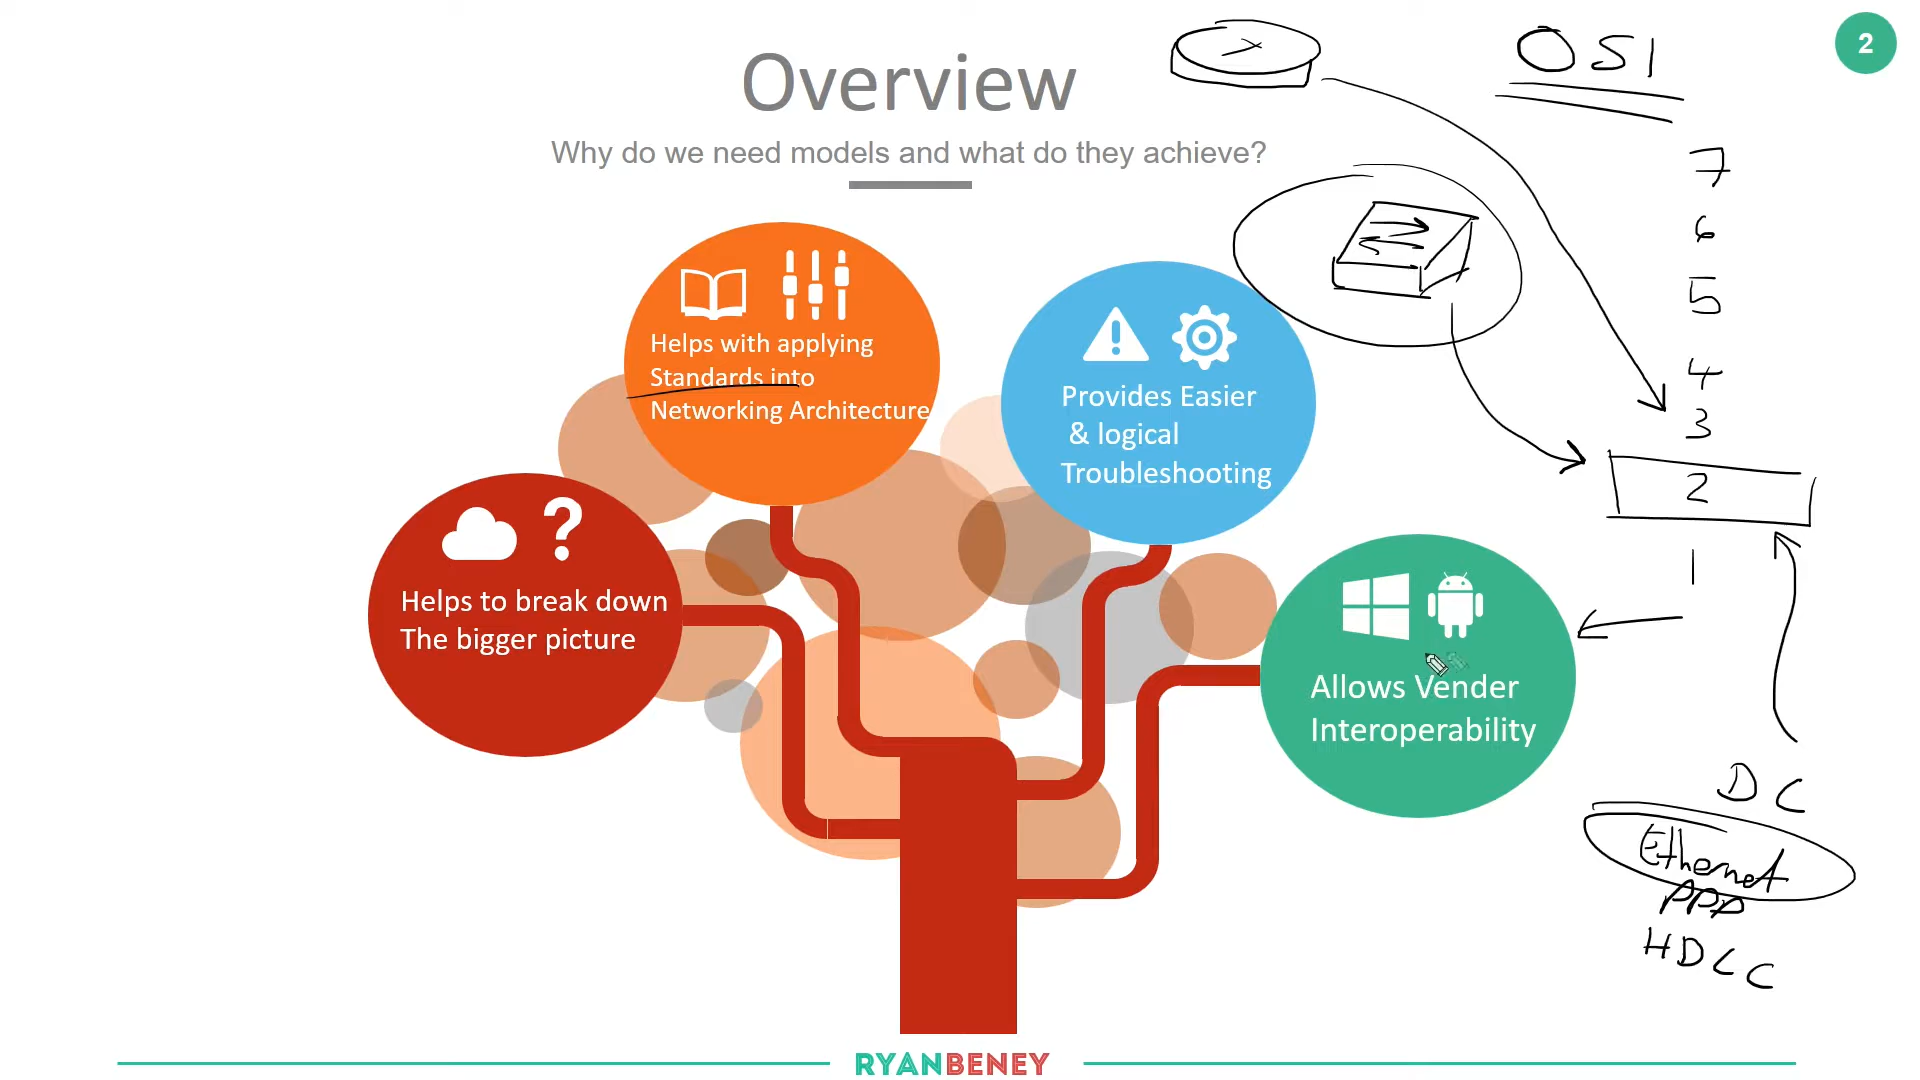 2
Overview
Why do we need models and what do they achieve?
OSI
7
6
5
4
3
2
1
Helps with applying
Standards into
Networking Architecture
Provides Easier
& logical
Troubleshooting
?
Helps to break down
The bigger picture
Allows Vender
Interoperability
DC
Ethernet
PPP
HDLC
RYANBENEY